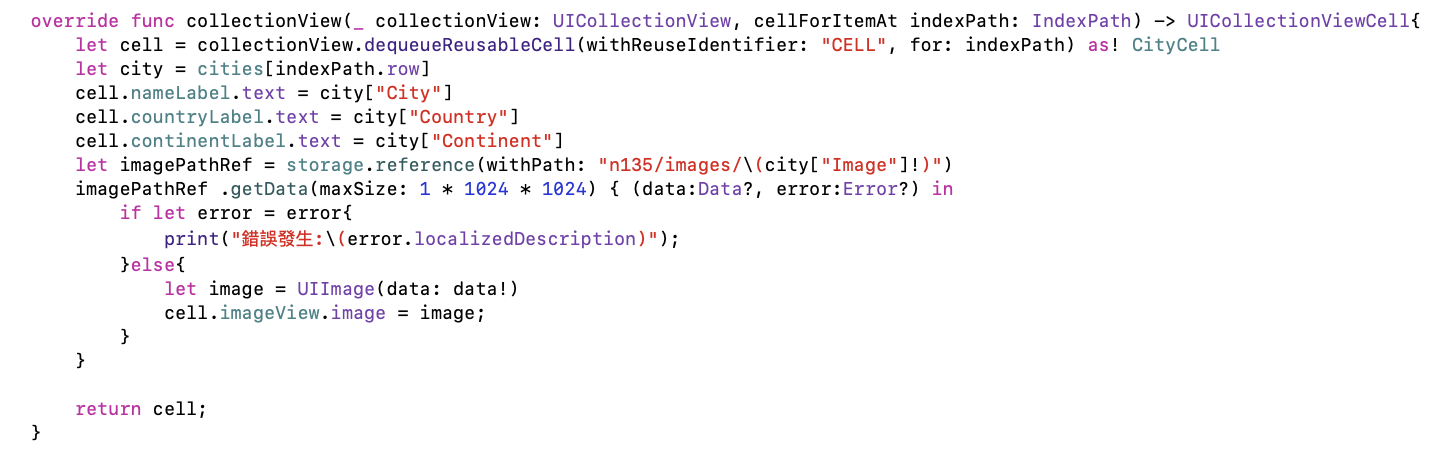 override func collectionView(_ collectionView: UICollectionView, cellForItemAt indexPath: IndexPath) -> UICollectionViewCell{
    let cell = collectionView.dequeueReusableCell(withReuseIdentifier: "CELL", for: indexPath) as! CityCell
    let city = cities[indexPath.row]
    cell.nameLabel.text = city["City"]
    cell.countryLabel.text = city["Country"]
    cell.continentLabel.text = city["Continent"]
    let imagePathRef = storage.reference(withPath: "n135/images/\(city["Image"]!)")
    imagePathRef .getData(maxSize: 1 * 1024 * 1024) { (data:Data?, error:Error?) in
        if let error = error{
            print("錯誤發生:\(error.localizedDescription)");
        }else{
            let image = UIImage(data: data!)
            cell.imageView.image = image;
        }
    }
    return cell;
}